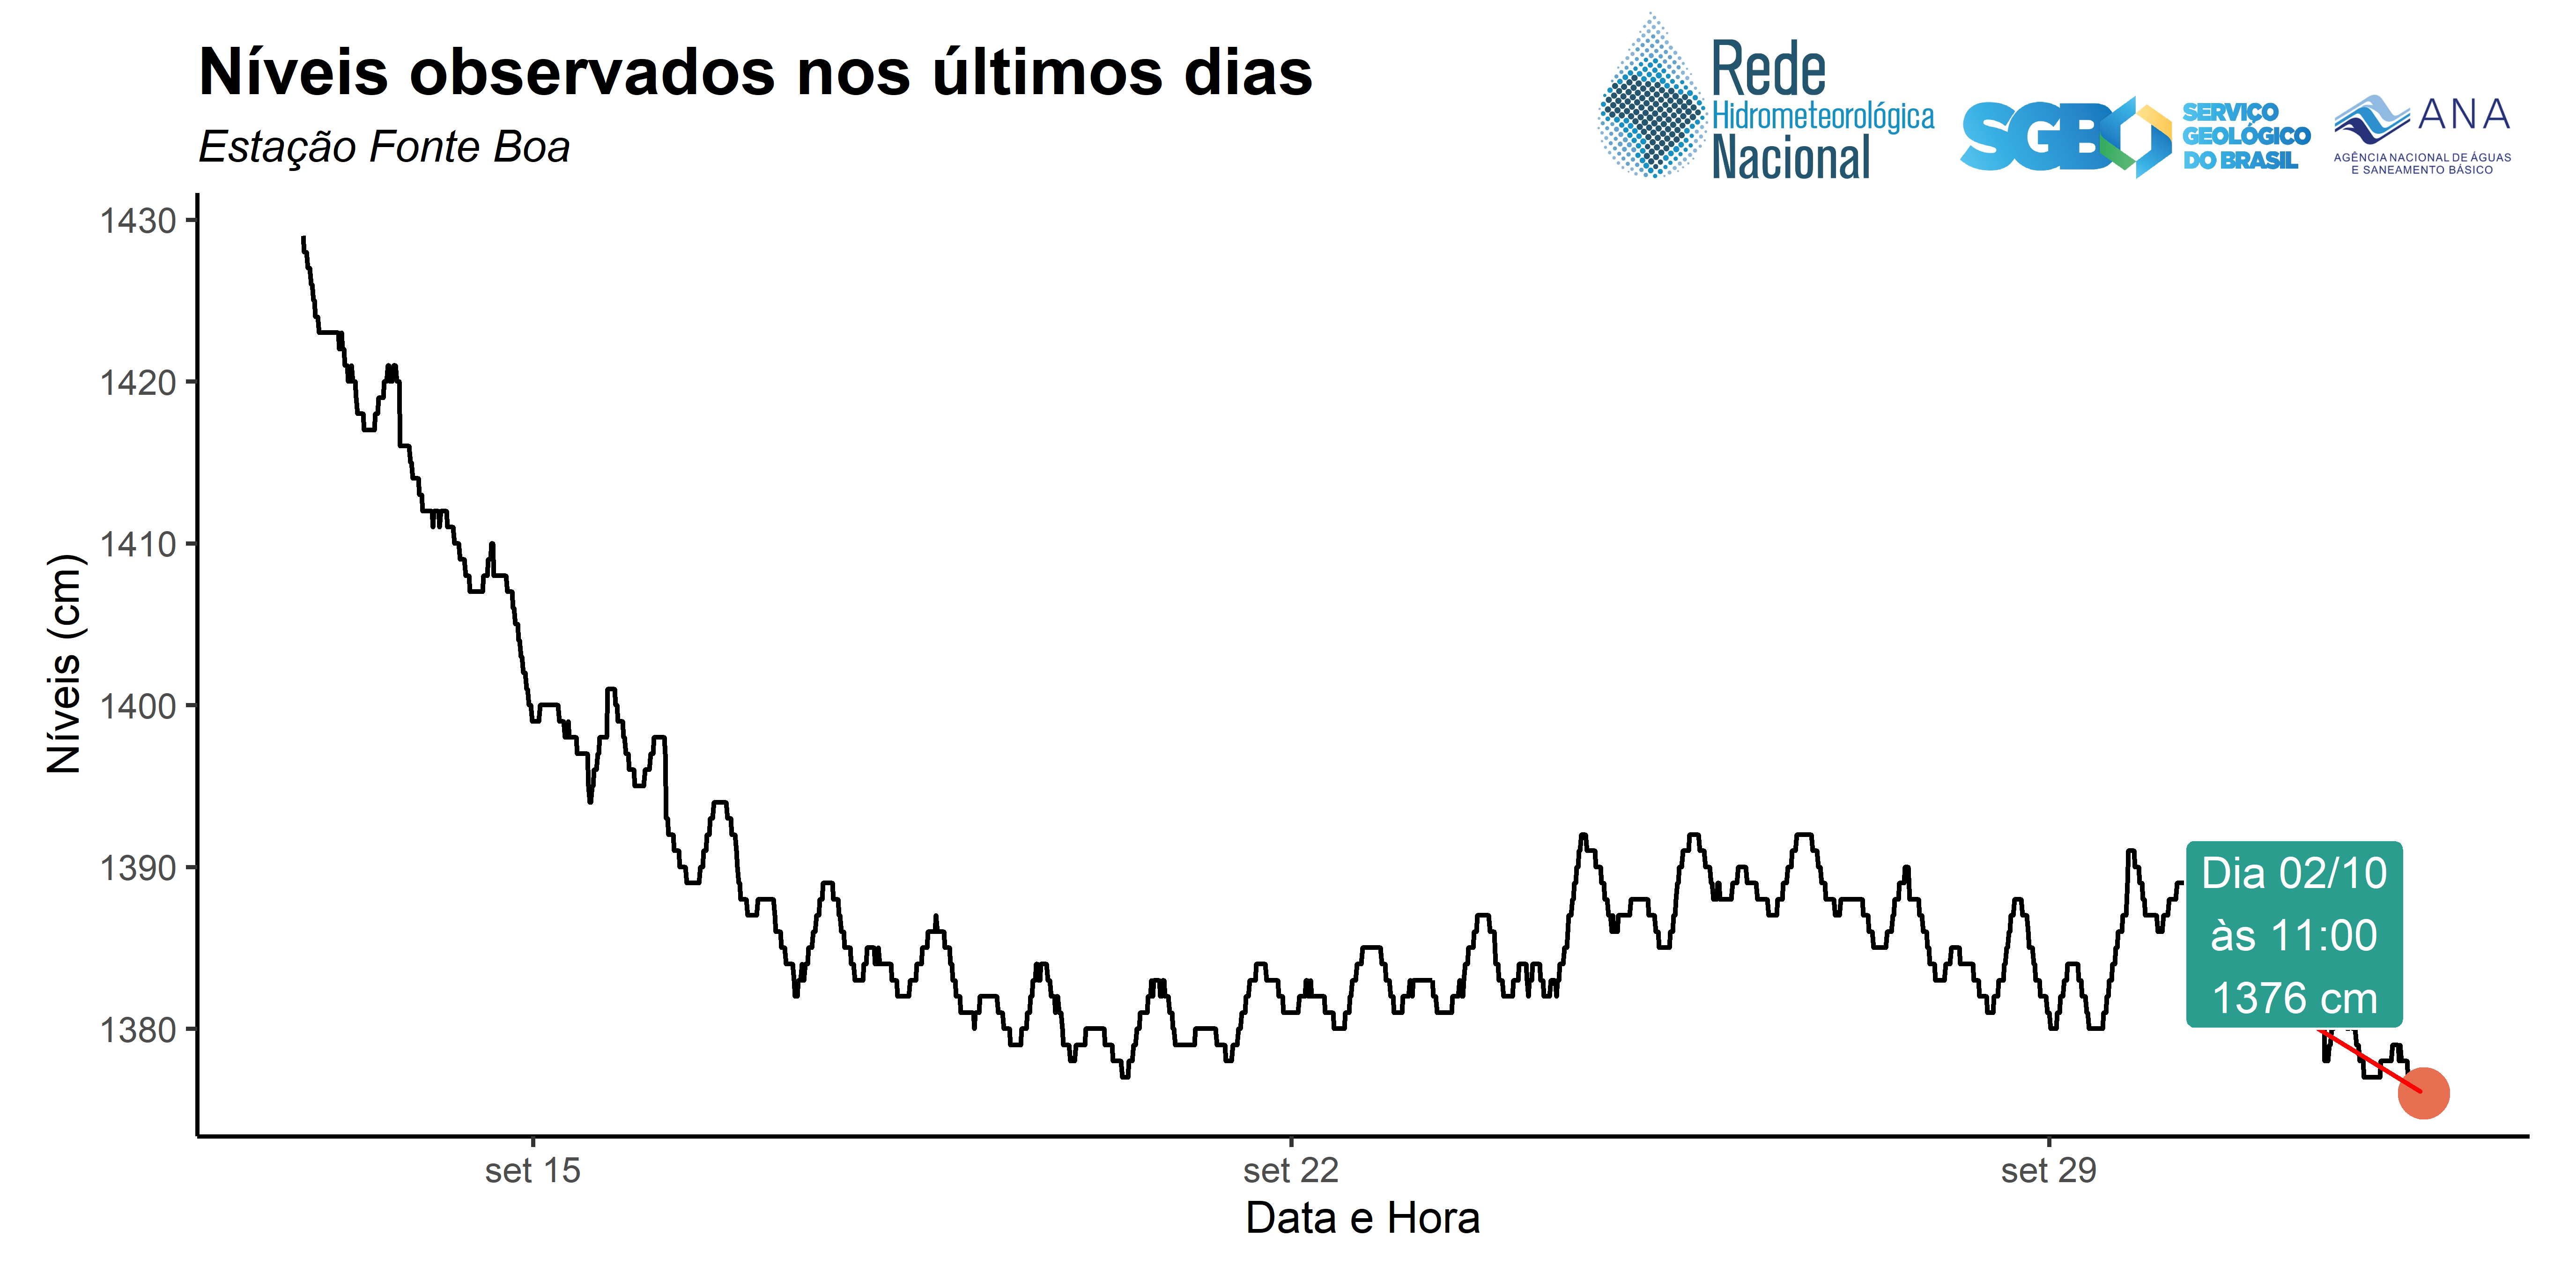 Níveis observados nos últimos dias
Estação Fonte Boa
Rede
Hidrometeorológica
Nacional
SGB
SERVIÇO
GEOLÓGICO
DO BRASIL
ANA
AGÊNCIA NACIONAL DE ÁGUAS
E SANEAMENTO BÁSICO
Níveis (cm)
1430
1420
1410
1400
1390
1380
Dia 02/10
às 11:00
1376 cm
set 15
set 22
set 29
Data e Hora